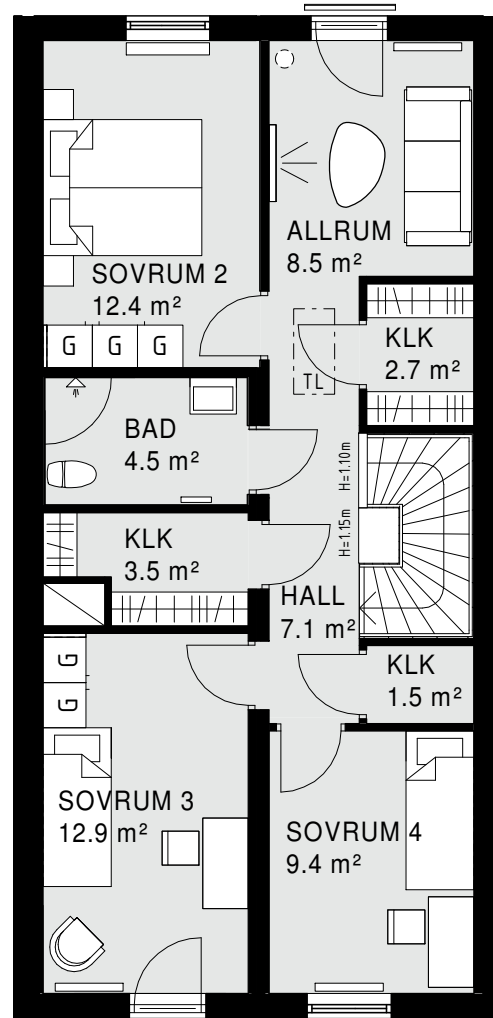 ALLRUM
8.5 m²
SOVRUM 2
12.4 m²
G G G
KLK
2.7 m²
TL
BAD
4.5 m²
H=1.10m
H=1.15m
KLK
3.5 m²
HALL
7.1 m²
KLK
1.5 m²
G
G
SOVRUM 3
12.9 m²
SOVRUM 4
9.4 m²